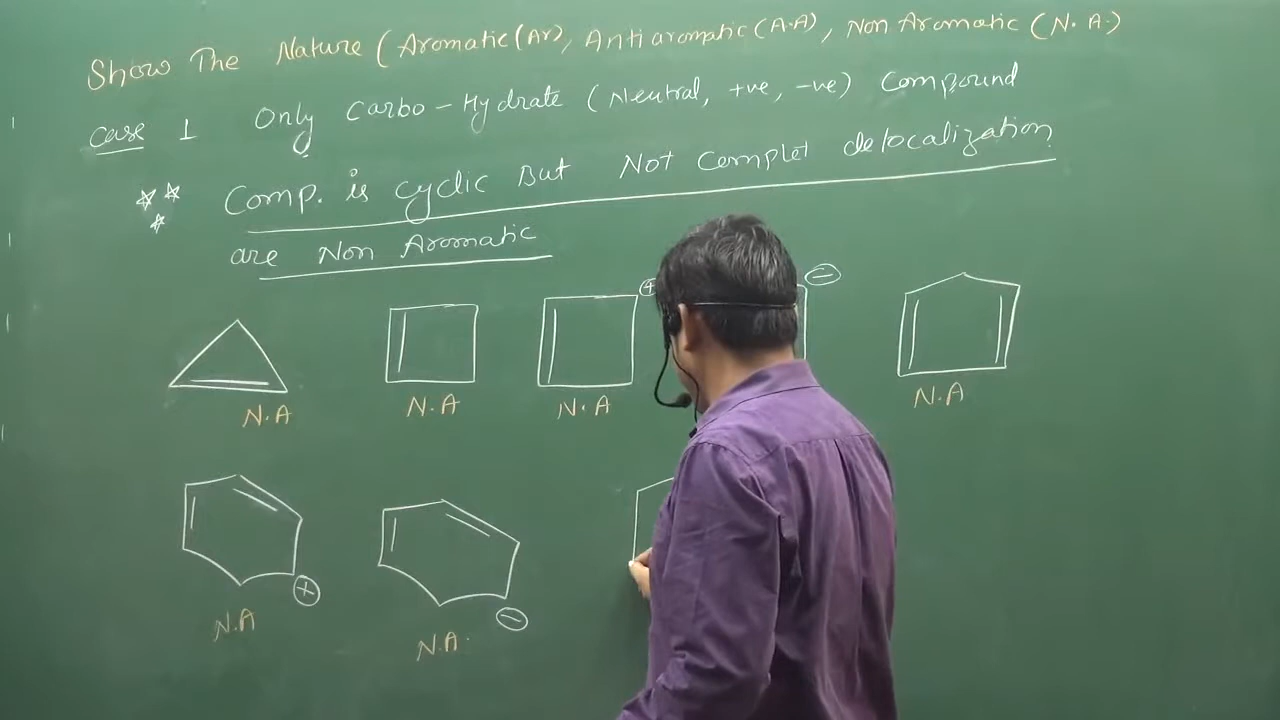 Show The Nature (Aromatic(Ar), Antiaromatic(A.A), Non Aromatic (N.A)
Case 1 Only Carbo-Hydrate (Neutral, +ve, -ve) Compound
Comp. is cyclic But Not Complet delocalization
are Non Aromatic
+ −
N.A N.A N.A N.A
+ −
N.A N.A.